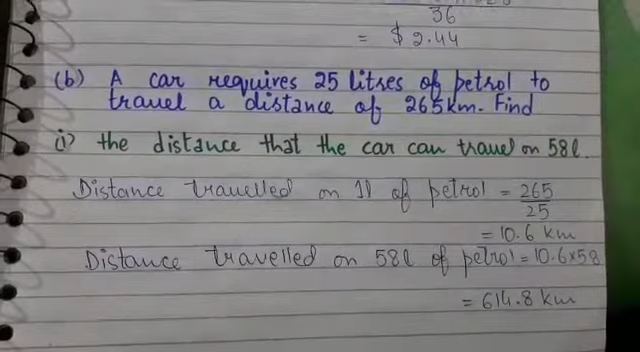 36
= $ 2.44
(b) A car requires 25 litres of petrol to
travel a distance of 265km. Find
(i) the distance that the car can travel on 58l.
Distance travelled on 1l of petrol = 265
25
= 10.6 km
Distance travelled on 58l of petrol = 10.6×58
= 614.8 km